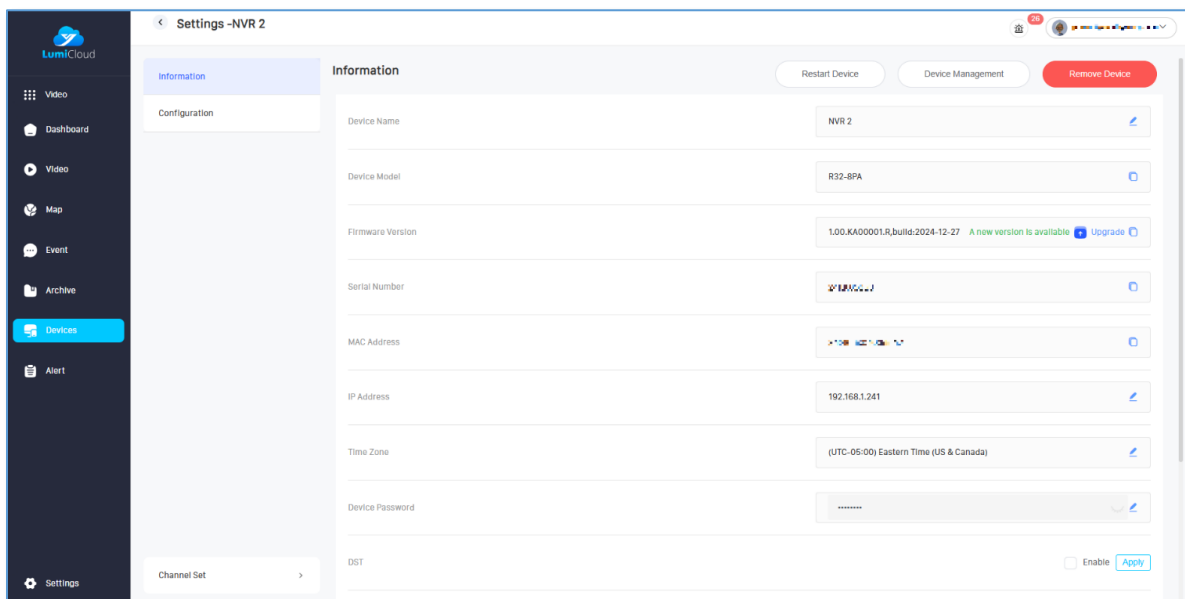 LumiCloud
Video
Dashboard
Video
Map
Event
Archive
Devices
Alert
Settings
Settings -NVR 2
26
Information
Configuration
Channel Set
Information
Restart Device
Device Management
Remove Device
Device Name
NVR 2
Device Model
R32-8PA
Firmware Version
1.00.KA00001.R,build:2024-12-27 A new version is available Upgrade
Serial Number
MAC Address
IP Address
192.168.1.241
Time Zone
(UTC-05:00) Eastern Time (US & Canada)
Device Password
••••••••
DST
Enable Apply